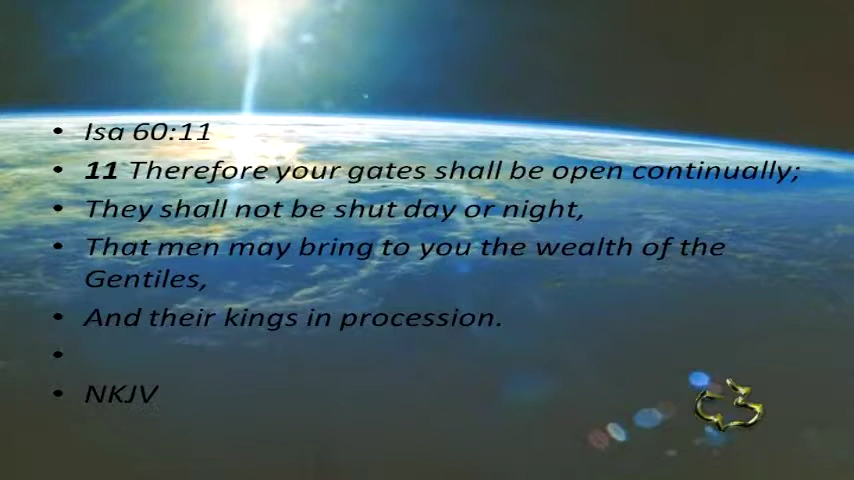 • Isa 60:11
• 11 Therefore your gates shall be open continually;
• They shall not be shut day or night,
• That men may bring to you the wealth of the
Gentiles,
• And their kings in procession.
•
• NKJV